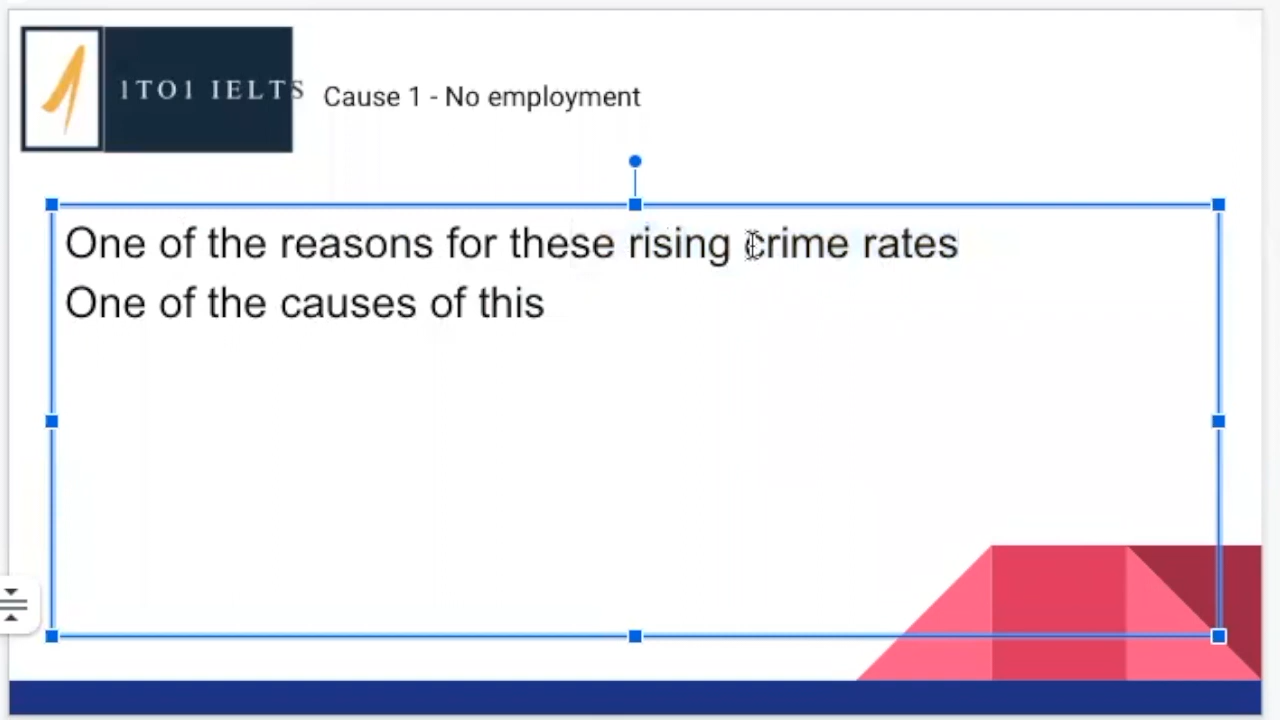 1TO1 IELTS
Cause 1 - No employment
One of the reasons for these rising crime rates
One of the causes of this